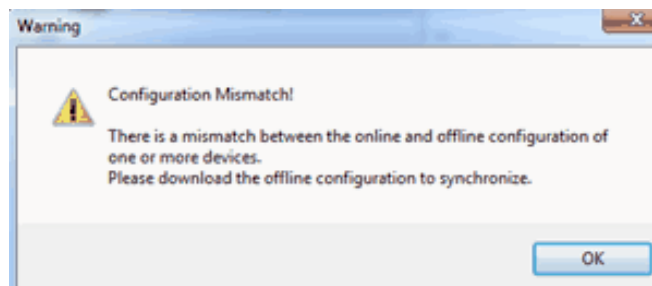 Warning
Configuration Mismatch!
There is a mismatch between the online and offline configuration of
one or more devices.
Please download the offline configuration to synchronize.
OK